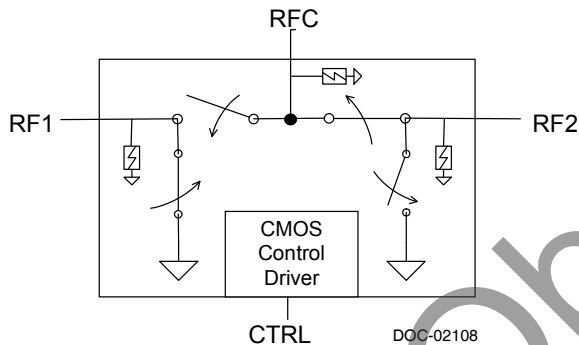 RFC
RF1
RF2
CMOS
Control
Driver
CTRL
DOC-02108